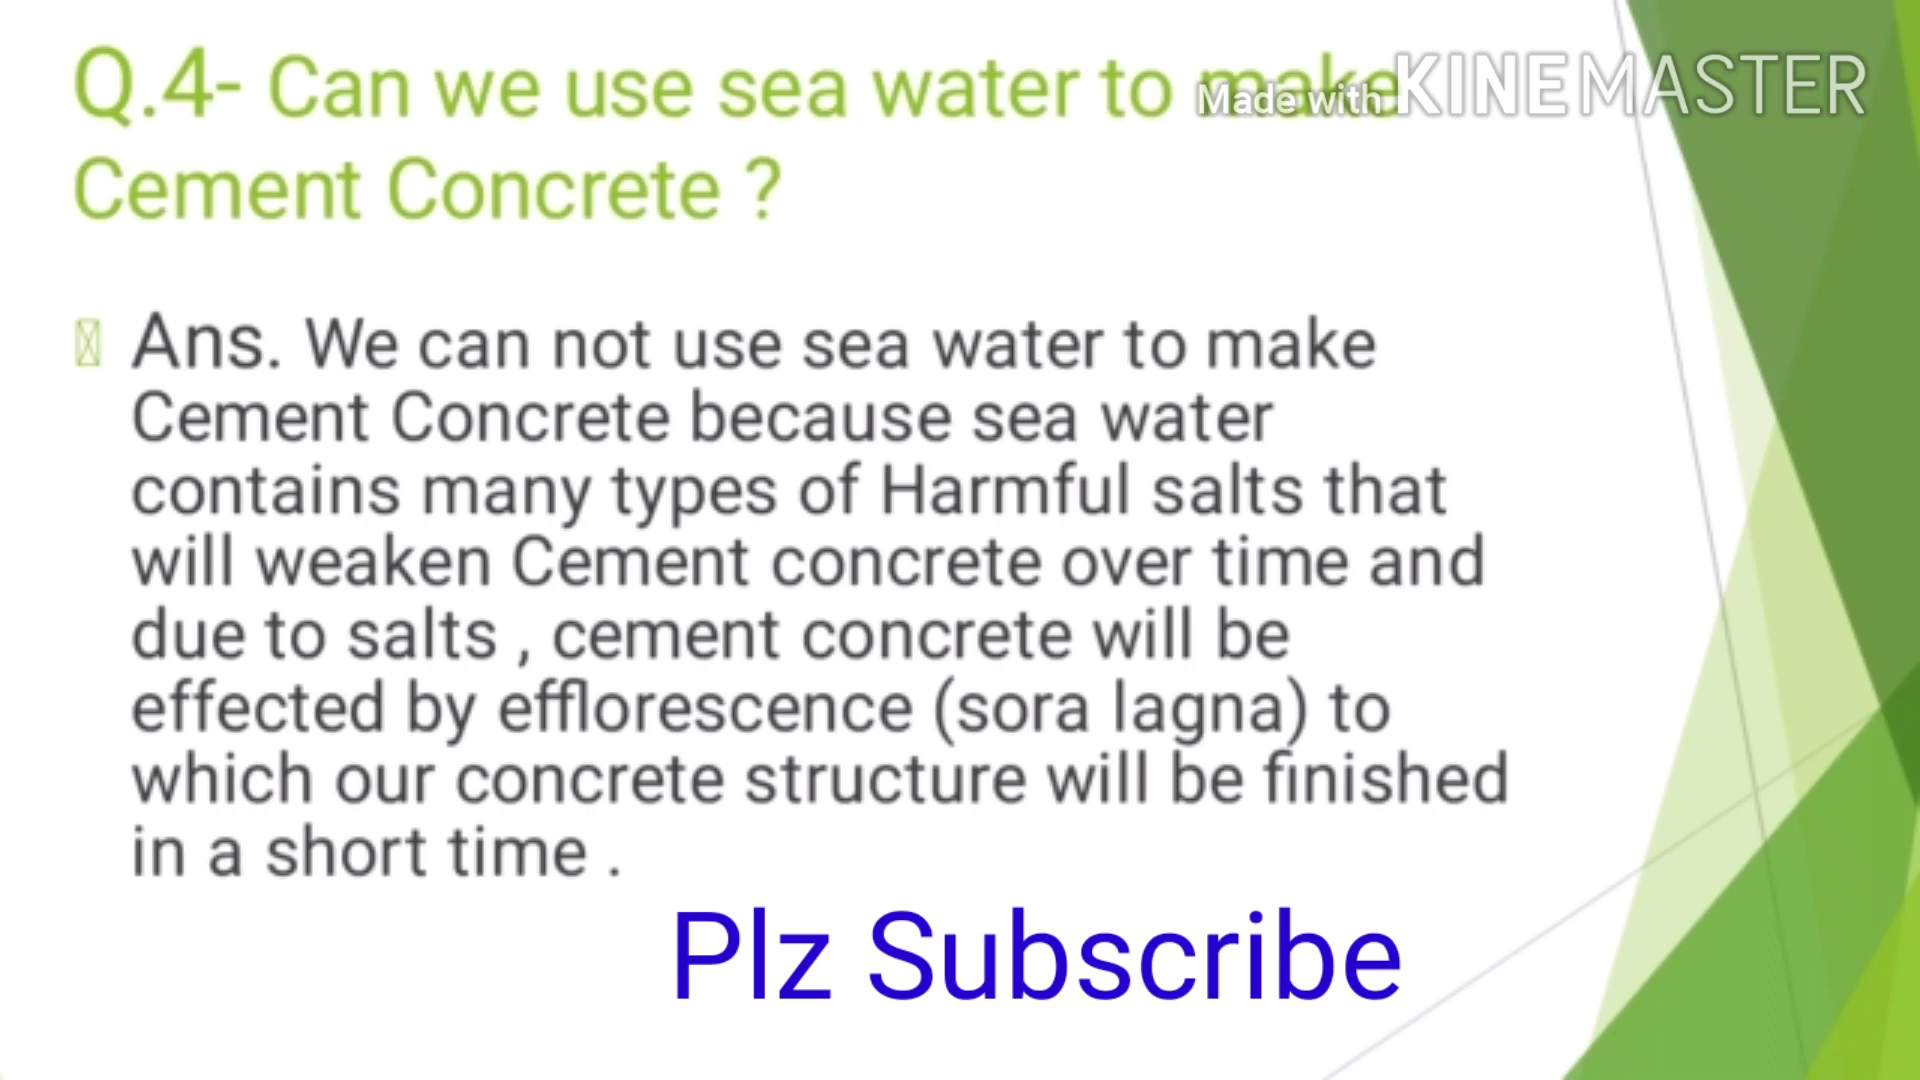 Q.4- Can we use sea water to make
Made with KINEMASTER
Cement Concrete ?
Ans. We can not use sea water to make
Cement Concrete because sea water
contains many types of Harmful salts that
will weaken Cement concrete over time and
due to salts , cement concrete will be
effected by efflorescence (sora lagna) to
which our concrete structure will be finished
in a short time .
Plz Subscribe